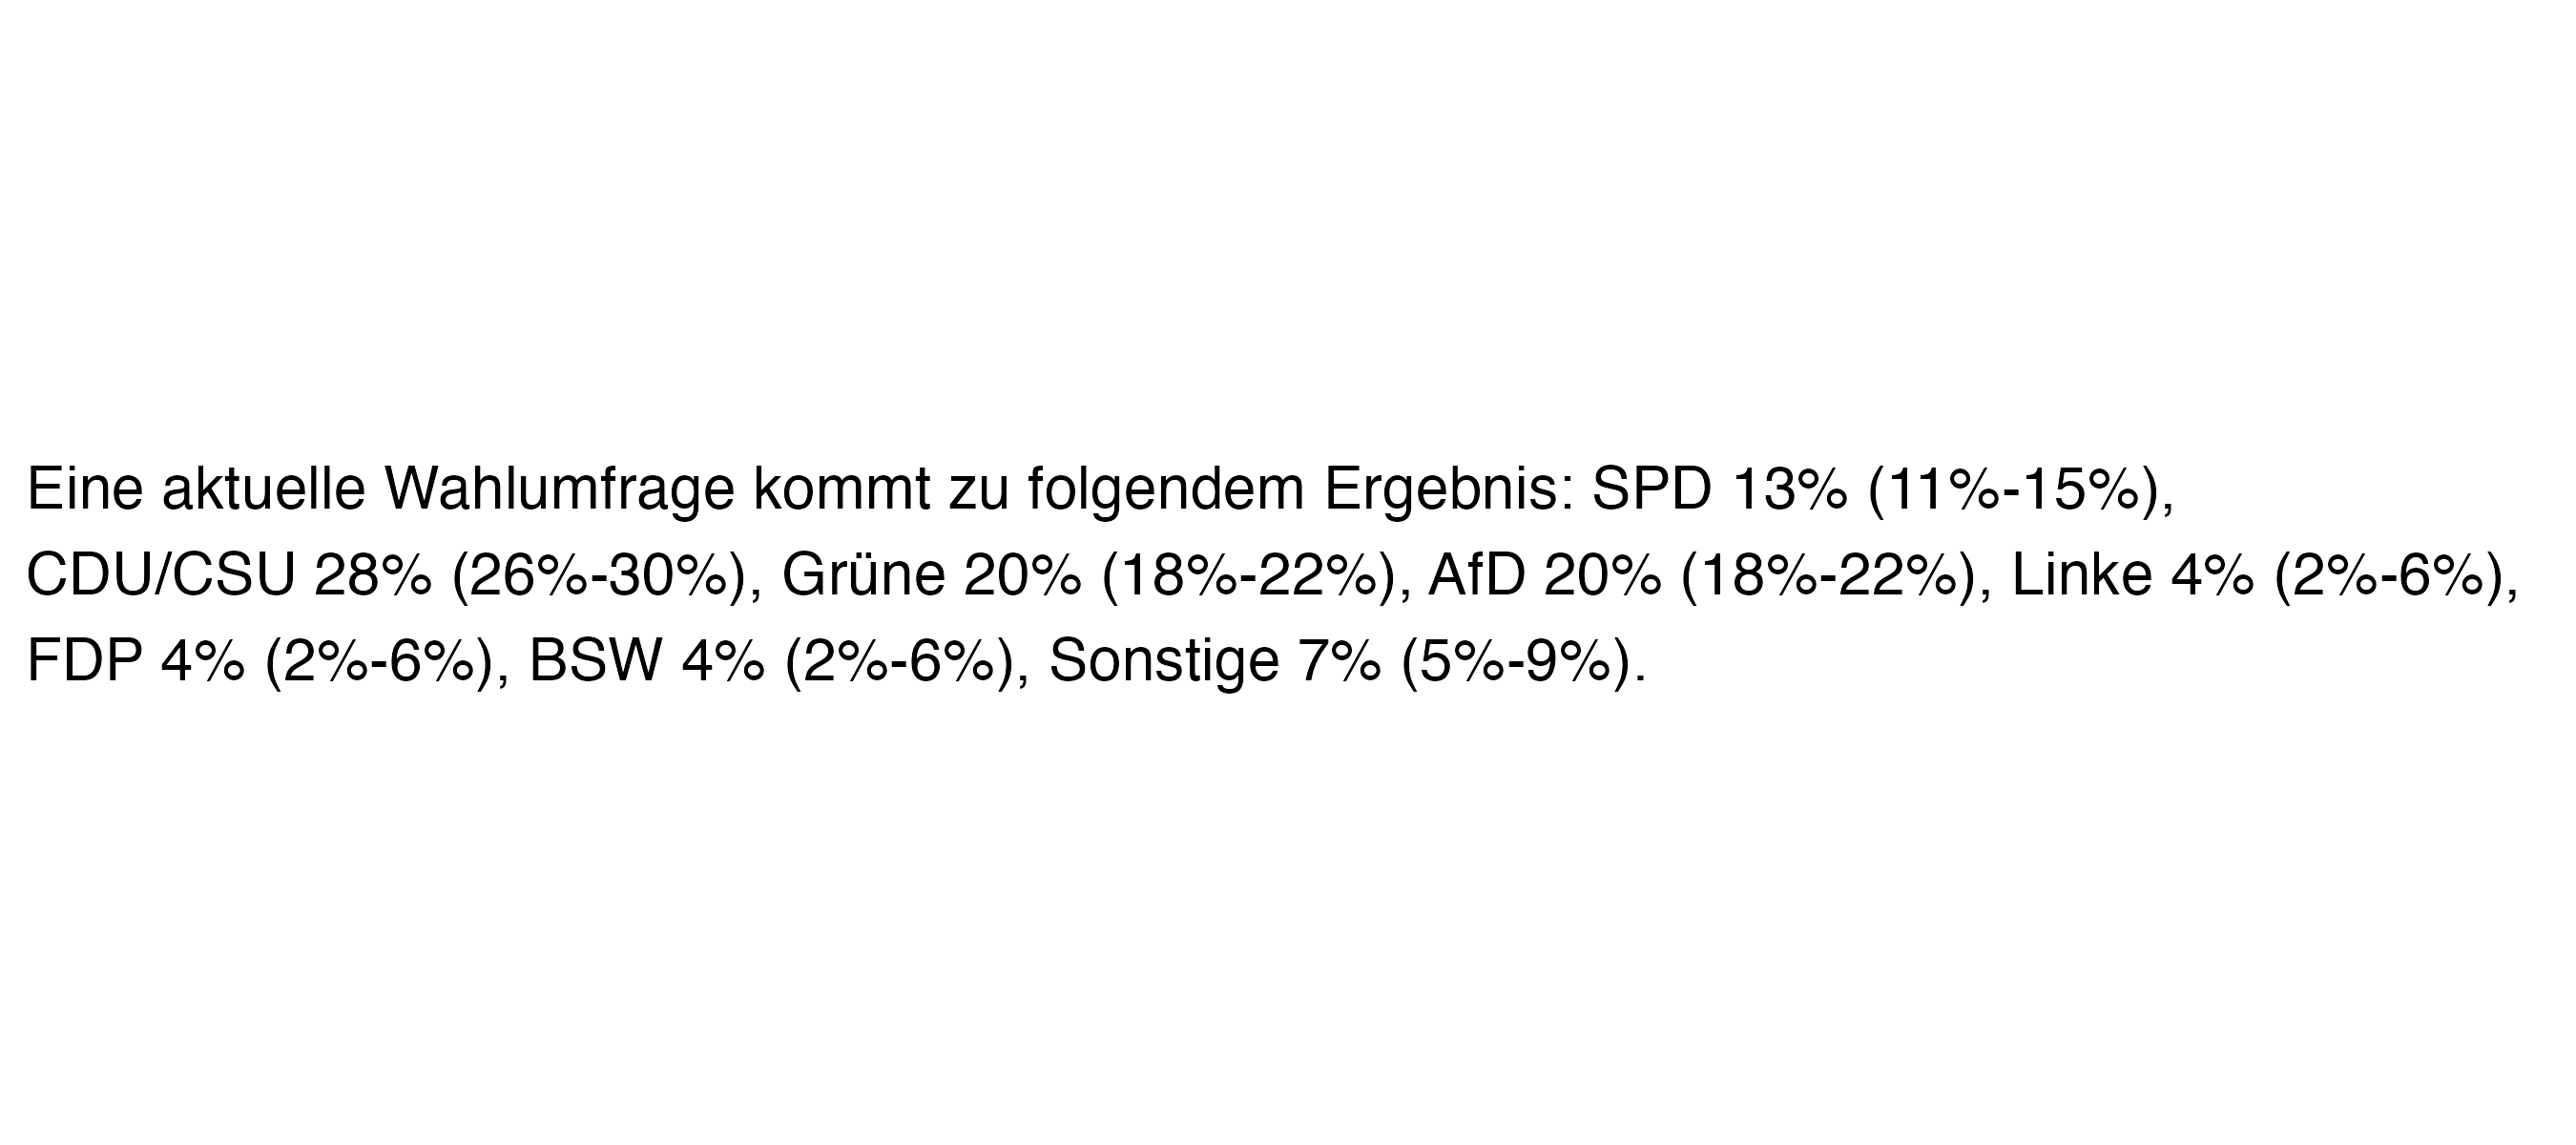 Eine aktuelle Wahlumfrage kommt zu folgendem Ergebnis: SPD 13% (11%-15%),
CDU/CSU 28% (26%-30%), Grüne 20% (18%-22%), AfD 20% (18%-22%), Linke 4% (2%-6%),
FDP 4% (2%-6%), BSW 4% (2%-6%), Sonstige 7% (5%-9%).